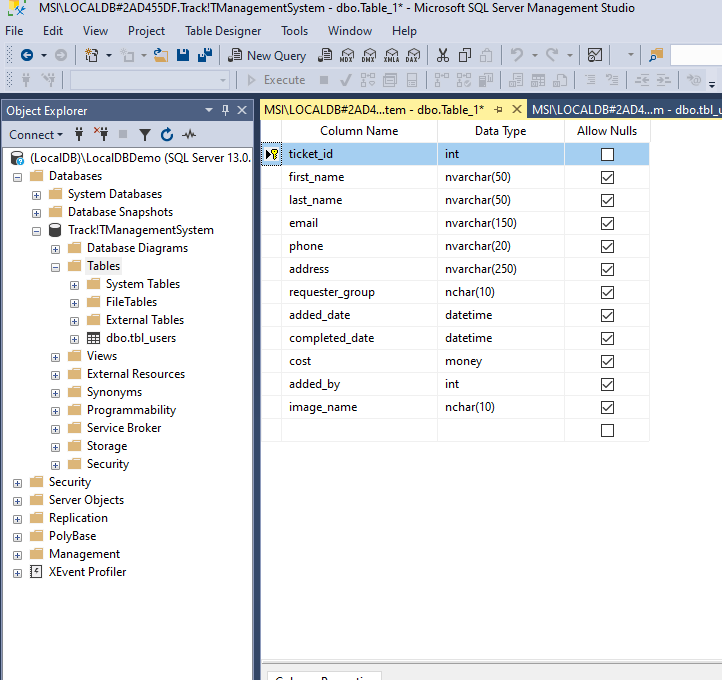 MSI\LOCALDB#2AD455DF.Track!TManagementSystem - dbo.Table_1* - Microsoft SQL Server Management Studio
File Edit View Project Table Designer Tools Window Help
New Query MDX DMX XMLA DAX
Execute
Object Explorer
MSI\LOCALDB#2AD4...tem - dbo.Table_1* MSI\LOCALDB#2AD4....m - dbo.tbl_u
Connect
(LocalDB)\LocalDBDemo (SQL Server 13.0.
Databases
System Databases
Database Snapshots
Track!TManagementSystem
Database Diagrams
Tables
System Tables
FileTables
External Tables
dbo.tbl_users
Views
External Resources
Synonyms
Programmability
Service Broker
Storage
Security
Security
Server Objects
Replication
PolyBase
Management
XEvent Profiler
Column Name Data Type Allow Nulls
ticket_id int
first_name nvarchar(50)
last_name nvarchar(50)
email nvarchar(150)
phone nvarchar(20)
address nvarchar(250)
requester_group nchar(10)
added_date datetime
completed_date datetime
cost money
added_by int
image_name nchar(10)